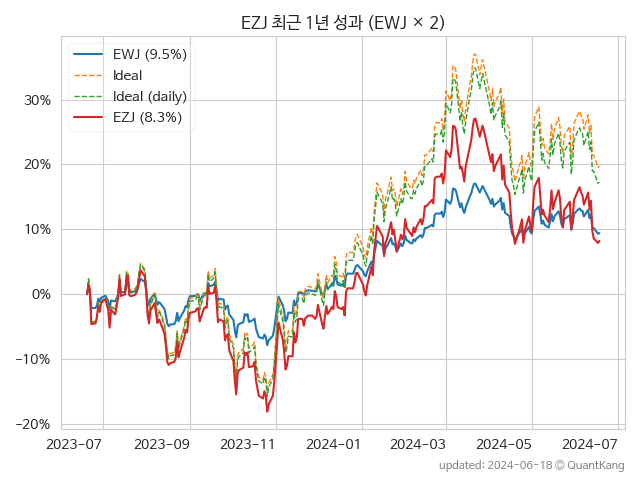 EZJ 최근 1년 성과 (EWJ × 2)
EWJ (9.5%)
Ideal
Ideal (daily)
EZJ (8.3%)
30%
20%
10%
0%
−10%
−20%
2023-07 2023-09 2023-11 2024-01 2024-03 2024-05 2024-07
updated: 2024-06-18 © QuantKang